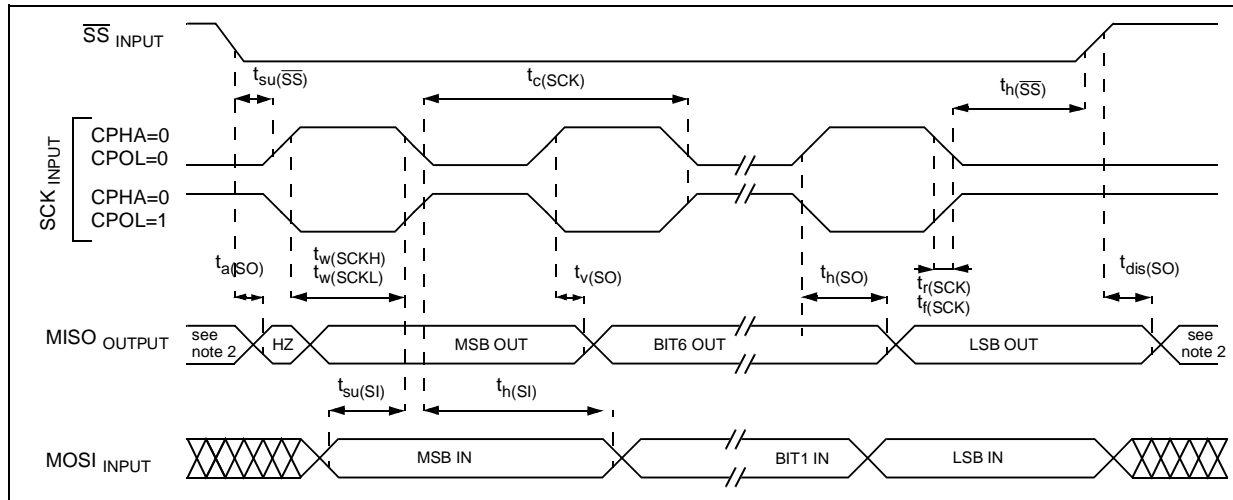 SS INPUT
tsu(SS)
tc(SCK)
th(SS)
SCK INPUT
CPHA=0
CPOL=0
CPHA=0
CPOL=1
ta(SO)
tw(SCKH)
tw(SCKL)
tv(SO)
th(SO)
tr(SCK)
tf(SCK)
tdis(SO)
MISO OUTPUT
see
note 2
HZ
MSB OUT
BIT6 OUT
LSB OUT
see
note 2
tsu(SI)
th(SI)
MOSI INPUT
MSB IN
BIT1 IN
LSB IN